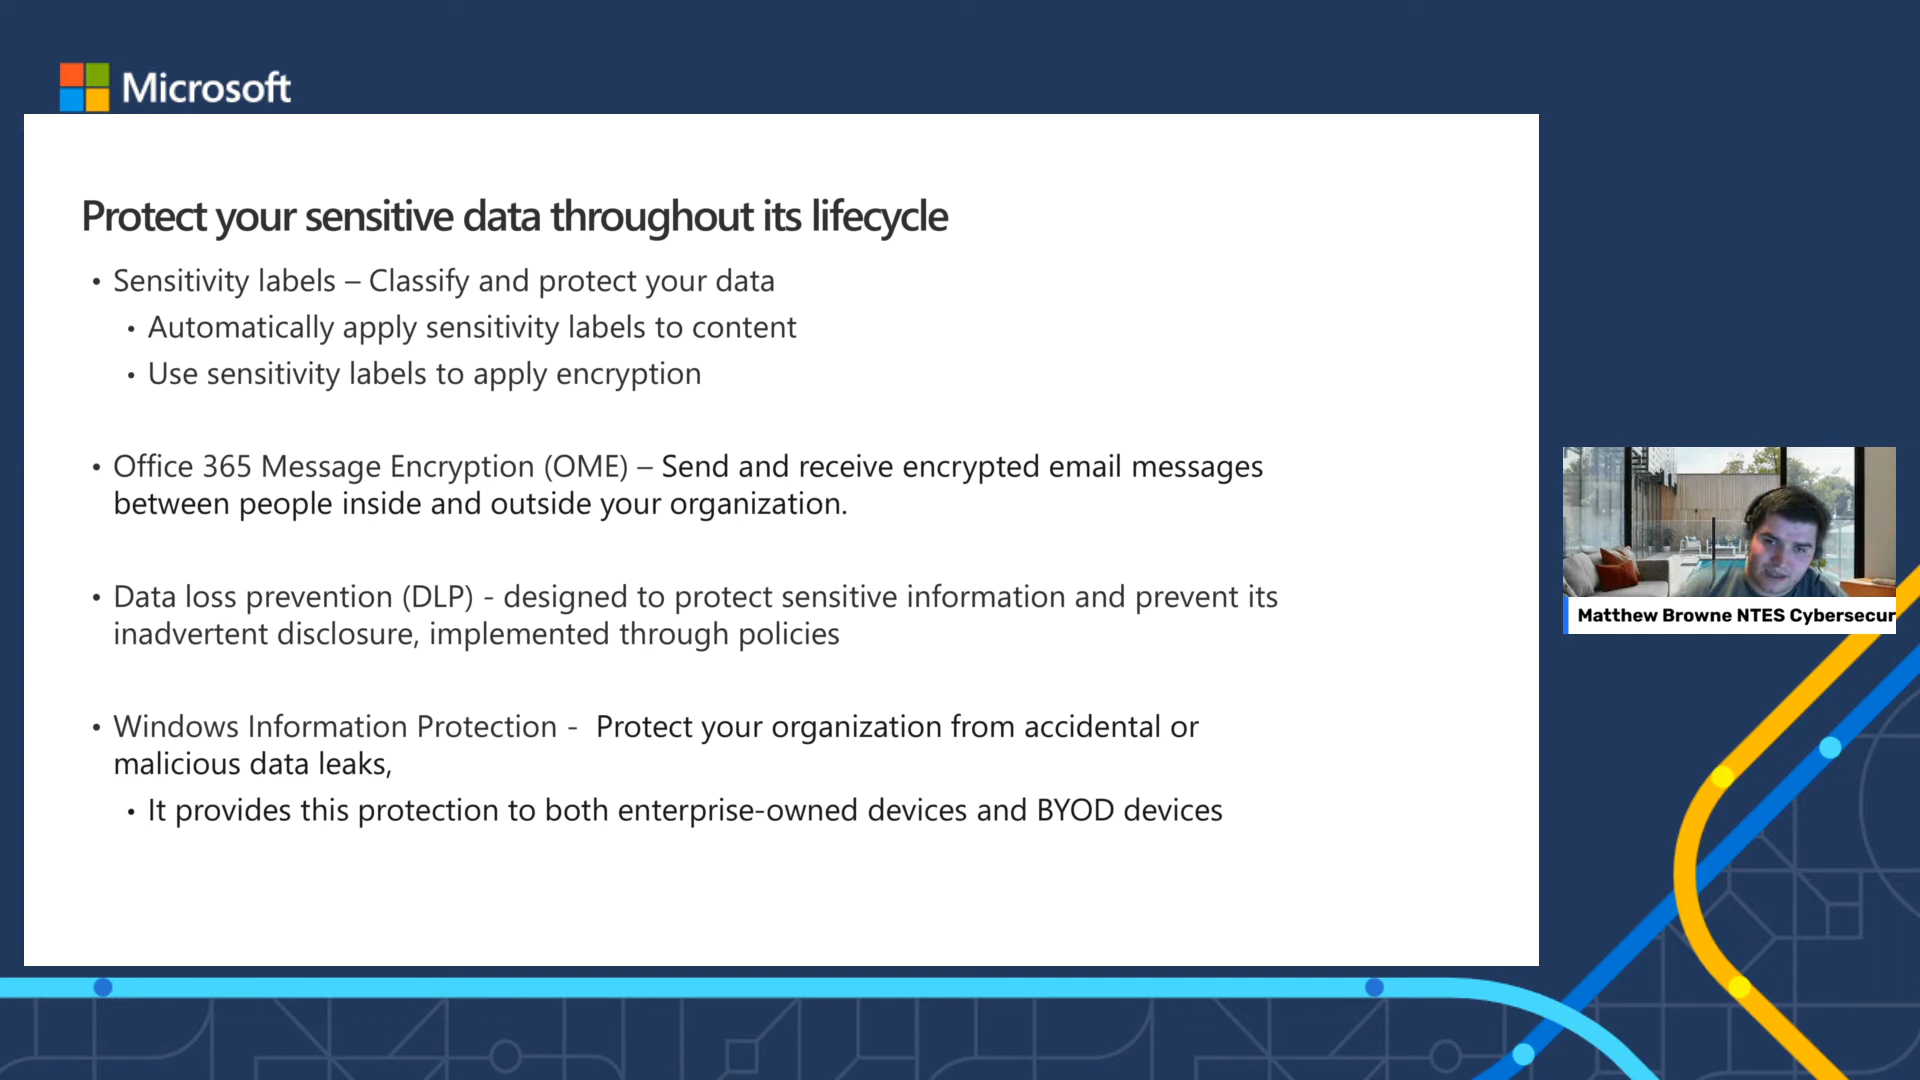 Microsoft
Protect your sensitive data throughout its lifecycle
• Sensitivity labels – Classify and protect your data
• Automatically apply sensitivity labels to content
• Use sensitivity labels to apply encryption
• Office 365 Message Encryption (OME) – Send and receive encrypted email messages
between people inside and outside your organization.
• Data loss prevention (DLP) - designed to protect sensitive information and prevent its
inadvertent disclosure, implemented through policies
• Windows Information Protection - Protect your organization from accidental or
malicious data leaks,
• It provides this protection to both enterprise-owned devices and BYOD devices
Matthew Browne NTES Cybersecur